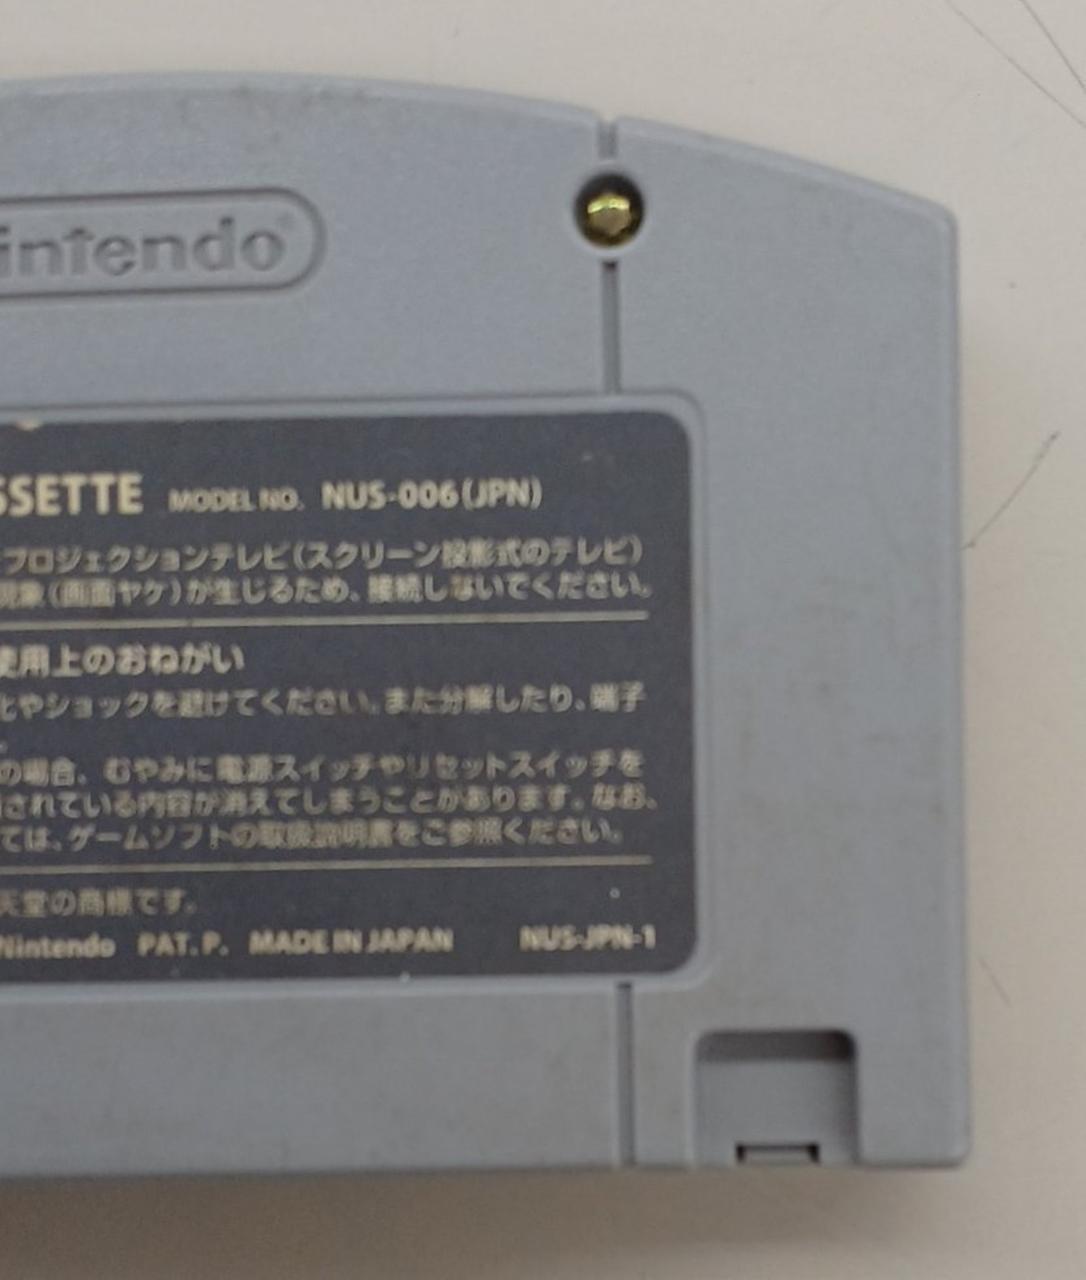 intendo®
SSETTE MODEL NO. NUS-006(JPN)
プロジェクションテレビ(スクリーン投影式のテレビ)
現象(画面ヤケ)が生じるため、接続しないでください。
使用上のおねがい
化やショックを避けてください。また分解したり、端子
の場合、むやみに電源スイッチやリセットスイッチを
されている内容が消えてしまうことがあります。なお、
ては、ゲームソフトの取扱説明書をご参照ください。
天堂の商標です。
Nintendo PAT.P. MADE IN JAPAN NUS-JPN-1